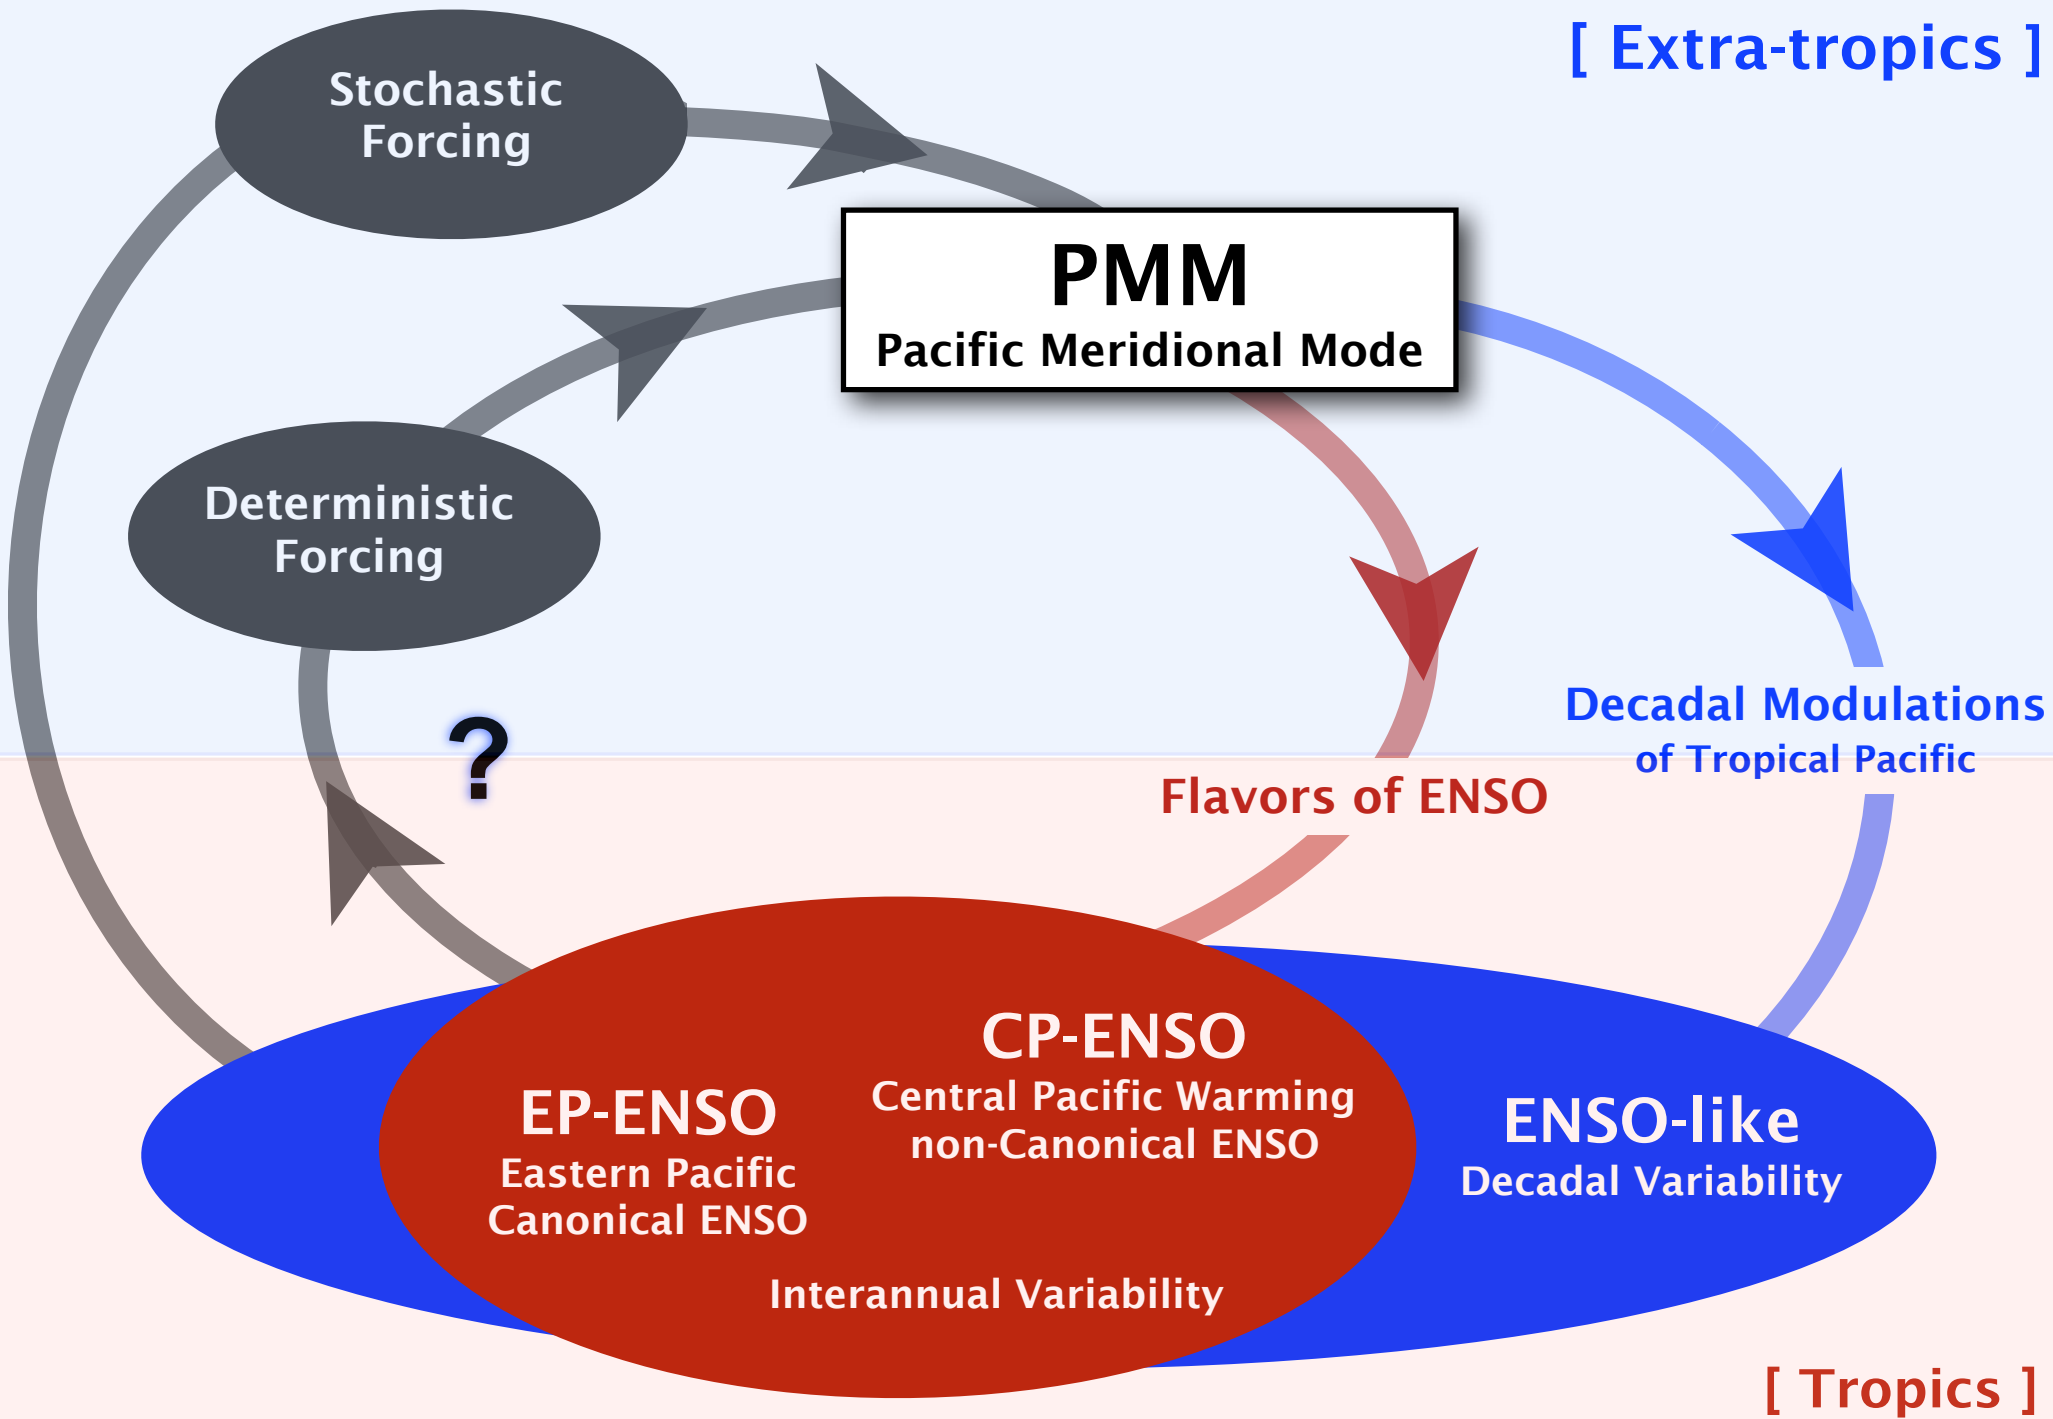 [ Extra-tropics ]
Stochastic
Forcing
PMM
Pacific Meridional Mode
Deterministic
Forcing
?
Decadal Modulations
of Tropical Pacific
Flavors of ENSO
CP-ENSO
Central Pacific Warming
non-Canonical ENSO
EP-ENSO
Eastern Pacific
Canonical ENSO
ENSO-like
Decadal Variability
Interannual Variability
[ Tropics ]